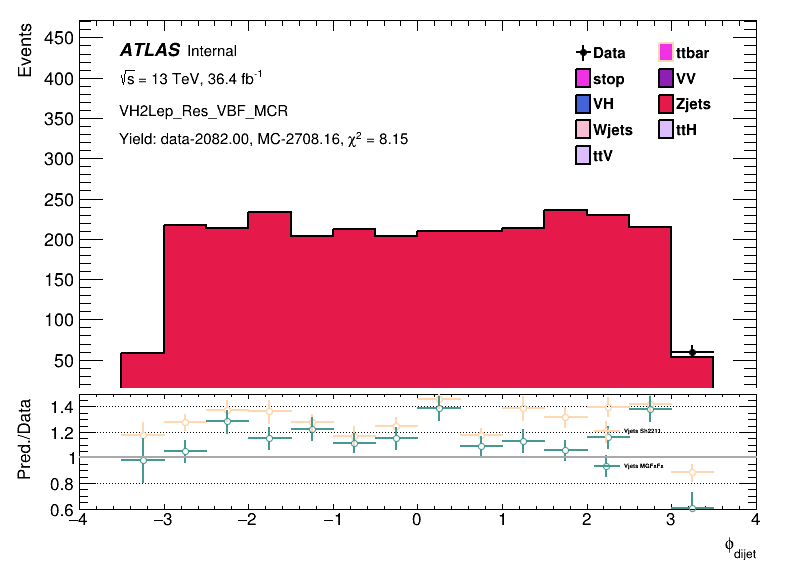 Events
450
400
350
300
250
200
150
100
50
ATLAS Internal
√s = 13 TeV, 36.4 fb⁻¹
VH2Lep_Res_VBF_MCR
Yield: data-2082.00, MC-2708.16, χ² = 8.15
Data ttbar
stop VV
VH Zjets
Wjets ttH
ttV
Pred./Data
1.4
1.2
1
0.8
0.6
Vjets Sh2211
Vjets MGFxFx
−4 −3 −2 −1 0 1 2 3 4
ϕdijet